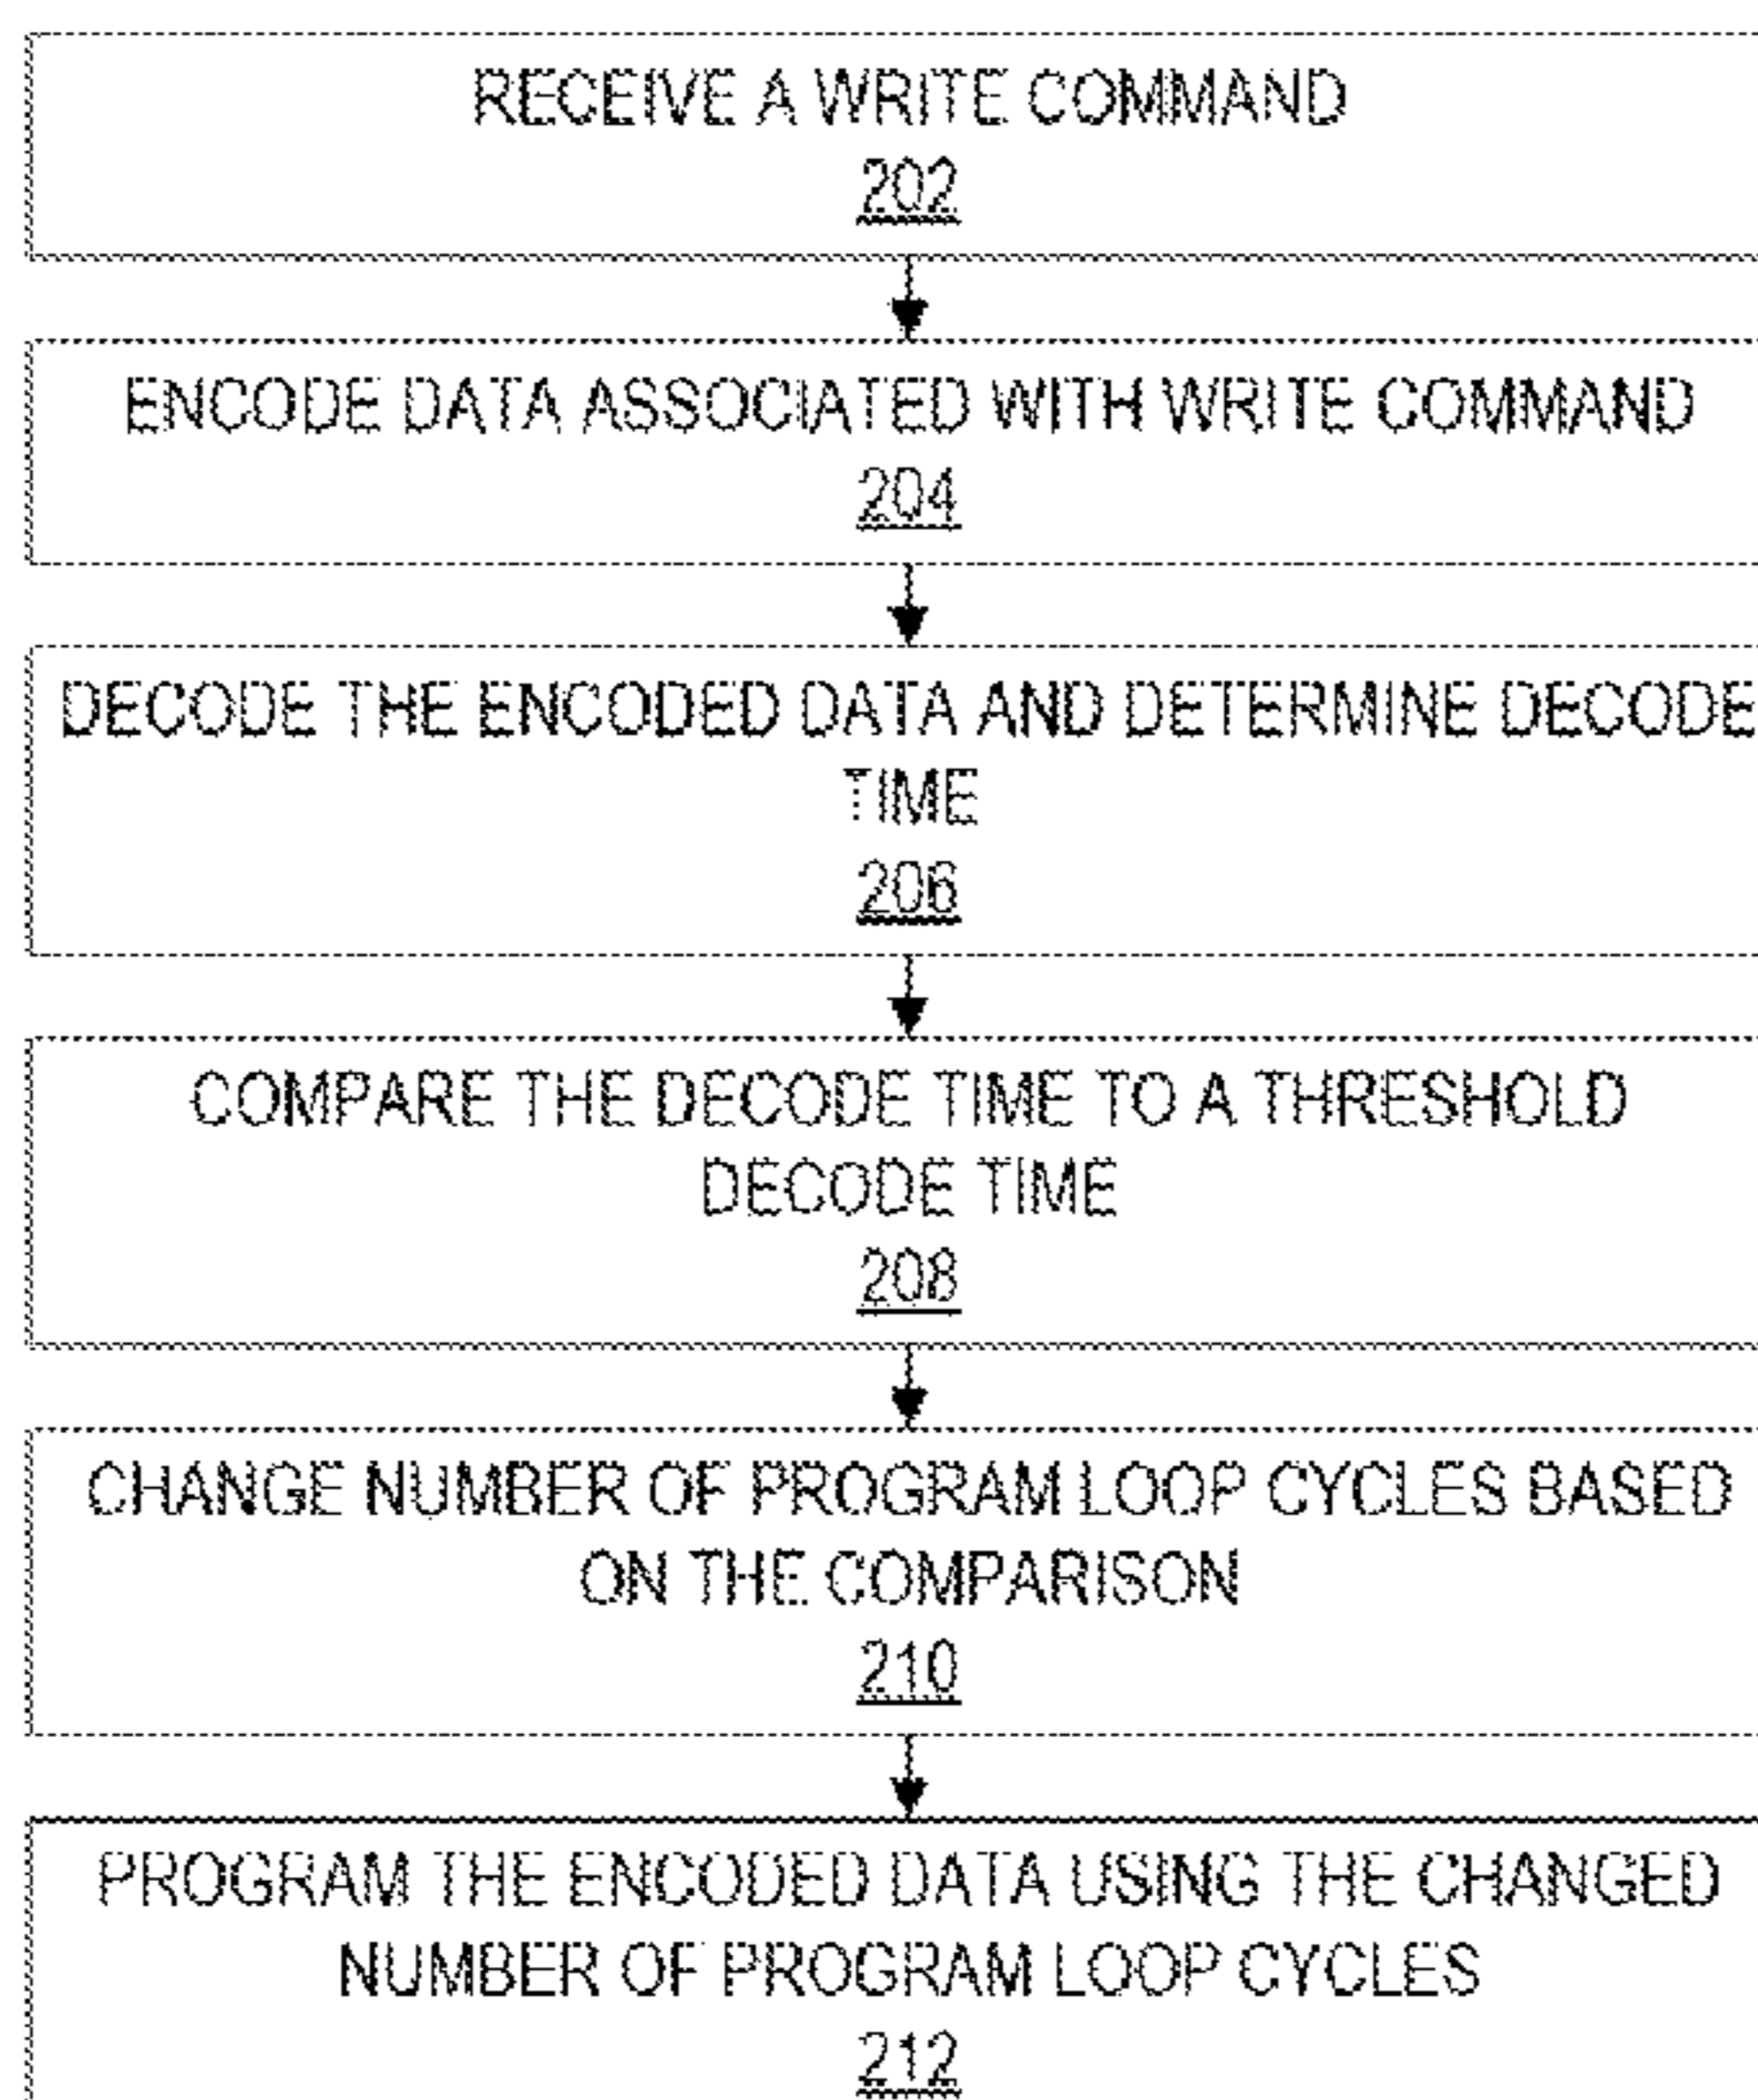 RECEIVE A WRITE COMMAND
202
ENCODE DATA ASSOCIATED WITH WRITE COMMAND
204
DECODE THE ENCODED DATA AND DETERMINE DECODE
TIME
206
COMPARE THE DECODE TIME TO A THRESHOLD
DECODE TIME
208
CHANGE NUMBER OF PROGRAM LOOP CYCLES BASED
ON THE COMPARISON
210
PROGRAM THE ENCODED DATA USING THE CHANGED
NUMBER OF PROGRAM LOOP CYCLES
212